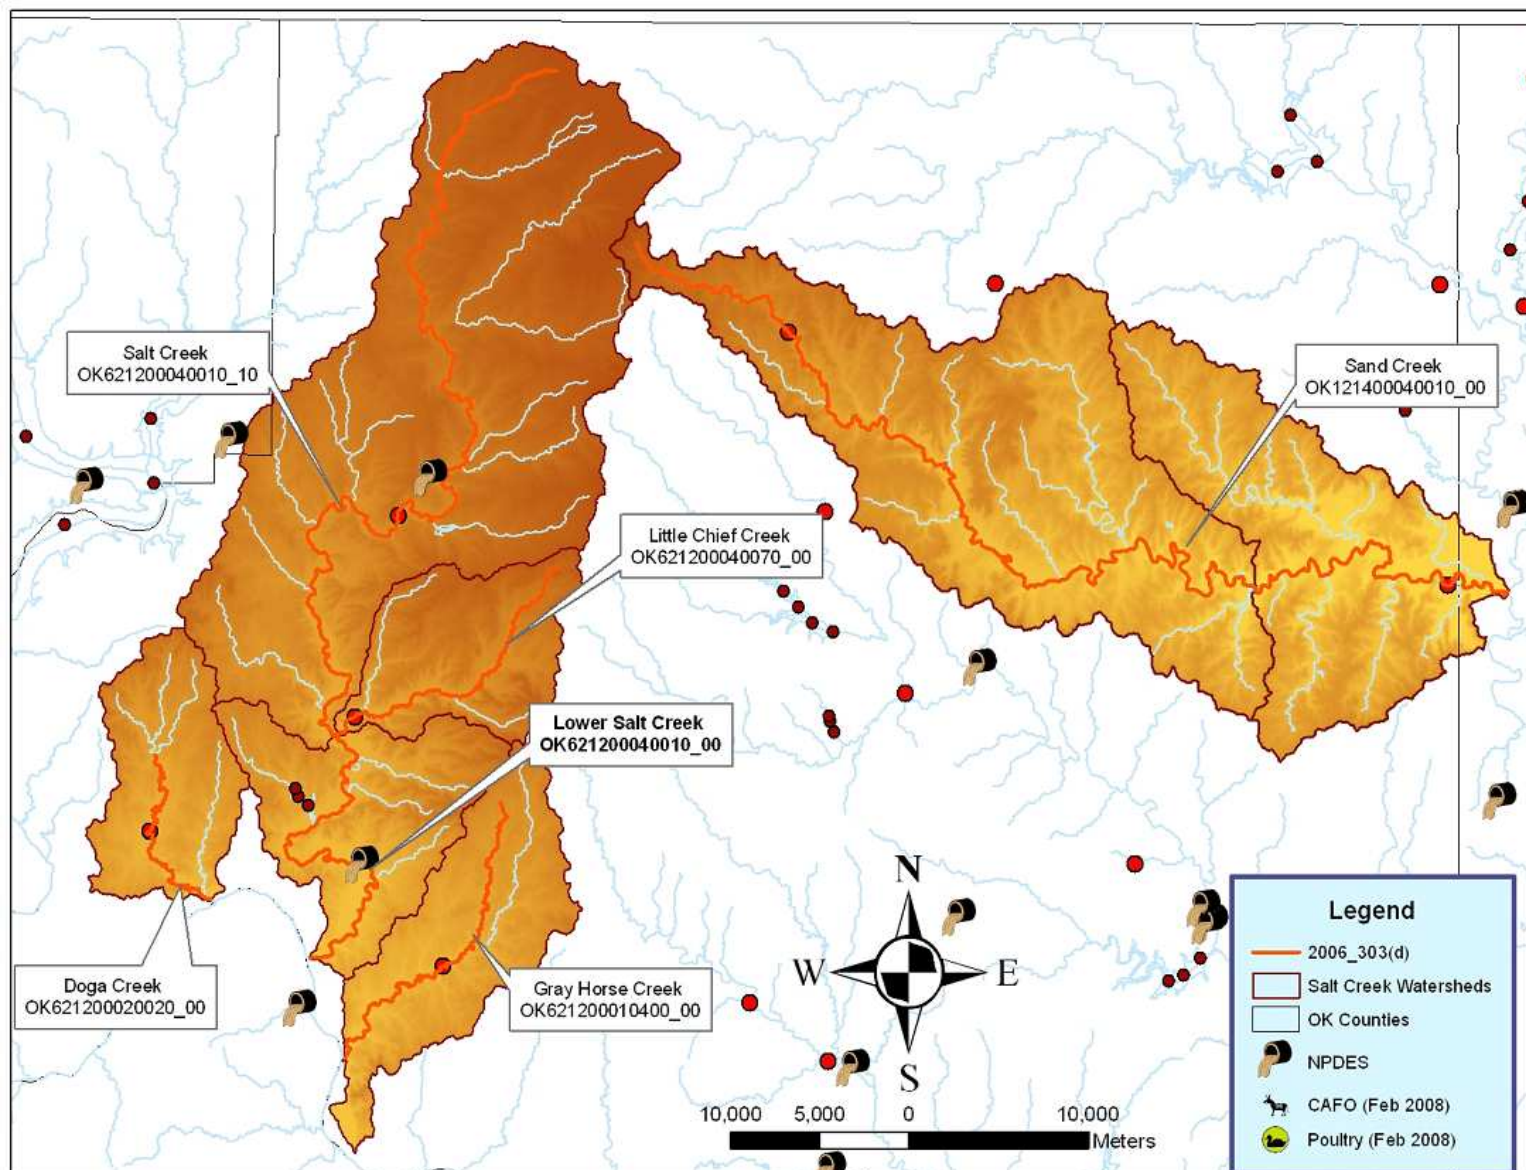 Salt Creek
OK621200040010_10
Sand Creek
OK121400040010_00
Little Chief Creek
OK621200040070_00
Lower Salt Creek
OK621200040010_00
Doga Creek
OK621200020020_00
Gray Horse Creek
OK621200010400_00
N
W
E
S
10,000
5,000
0
10,000
Meters
Legend
2006_303(d)
Salt Creek Watersheds
OK Counties
NPDES
CAFO (Feb 2008)
Poultry (Feb 2008)